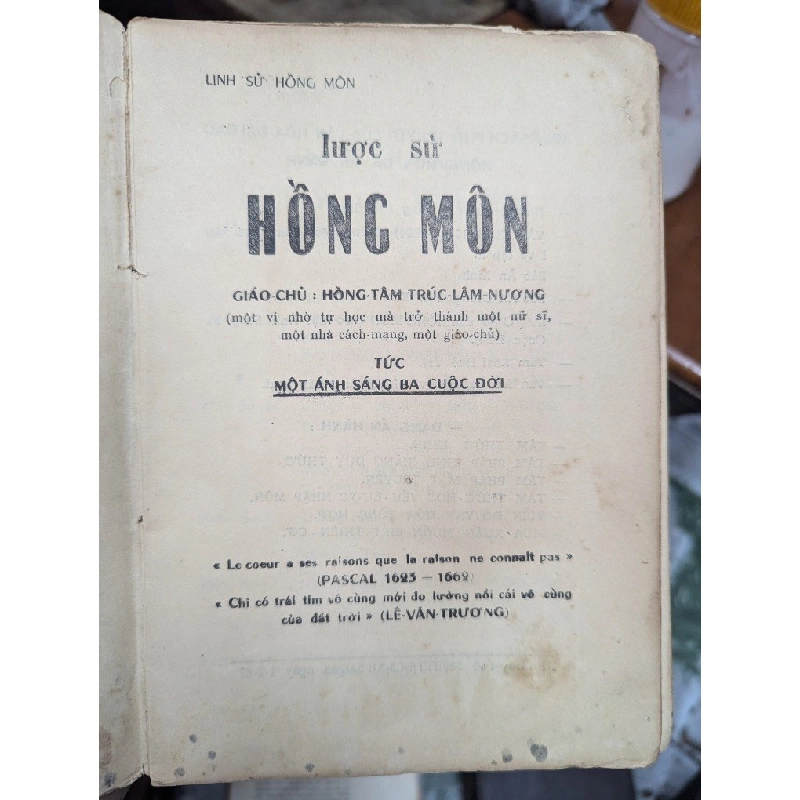 LINH SỬ HỒNG MÔN
lược sử
HỒNG MÔN
GIÁO-CHỦ : HỒNG-TÂM TRÚC-LÂM-NƯƠNG
(một vị nhờ tự học mà trở thành một nữ sĩ,
một nhà cách-mạng, một giáo-chủ)
TỨC
MỘT ÁNH SÁNG BA CUỘC ĐỜI
« Le coeur a ses raisons que la raison ne connaît pas »
(PASCAL 1623 — 1662)
« Chỉ có trái tim vô cùng mới đo lường nổi cái vô cùng
của đất trời » (LÊ-VĂN-TRƯƠNG)